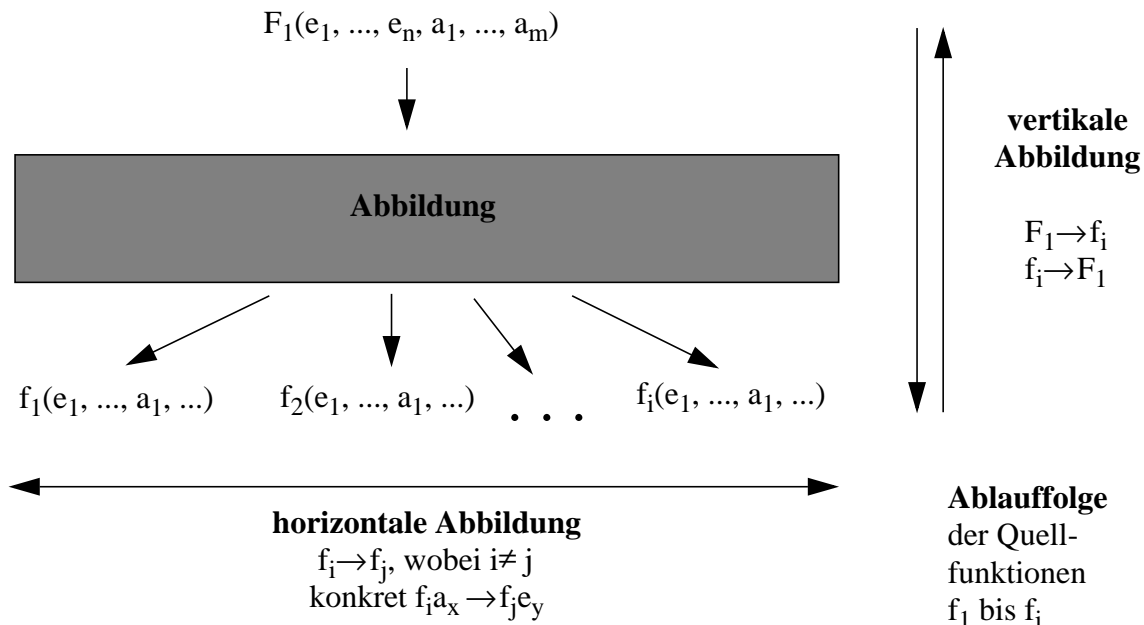 F₁(e₁, ..., eₙ, a₁, ..., aₘ)
vertikale
Abbildung
F₁→fᵢ
fᵢ→F₁
Abbildung
f₁(e₁, ..., a₁, ...)
f₂(e₁, ..., a₁, ...)
. . .
fᵢ(e₁, ..., a₁, ...)
horizontale Abbildung
fᵢ→fⱼ, wobei i≠ j
konkret fᵢaₓ →fⱼe_y
Ablauffolge
der Quell-
funktionen
f₁ bis fᵢ